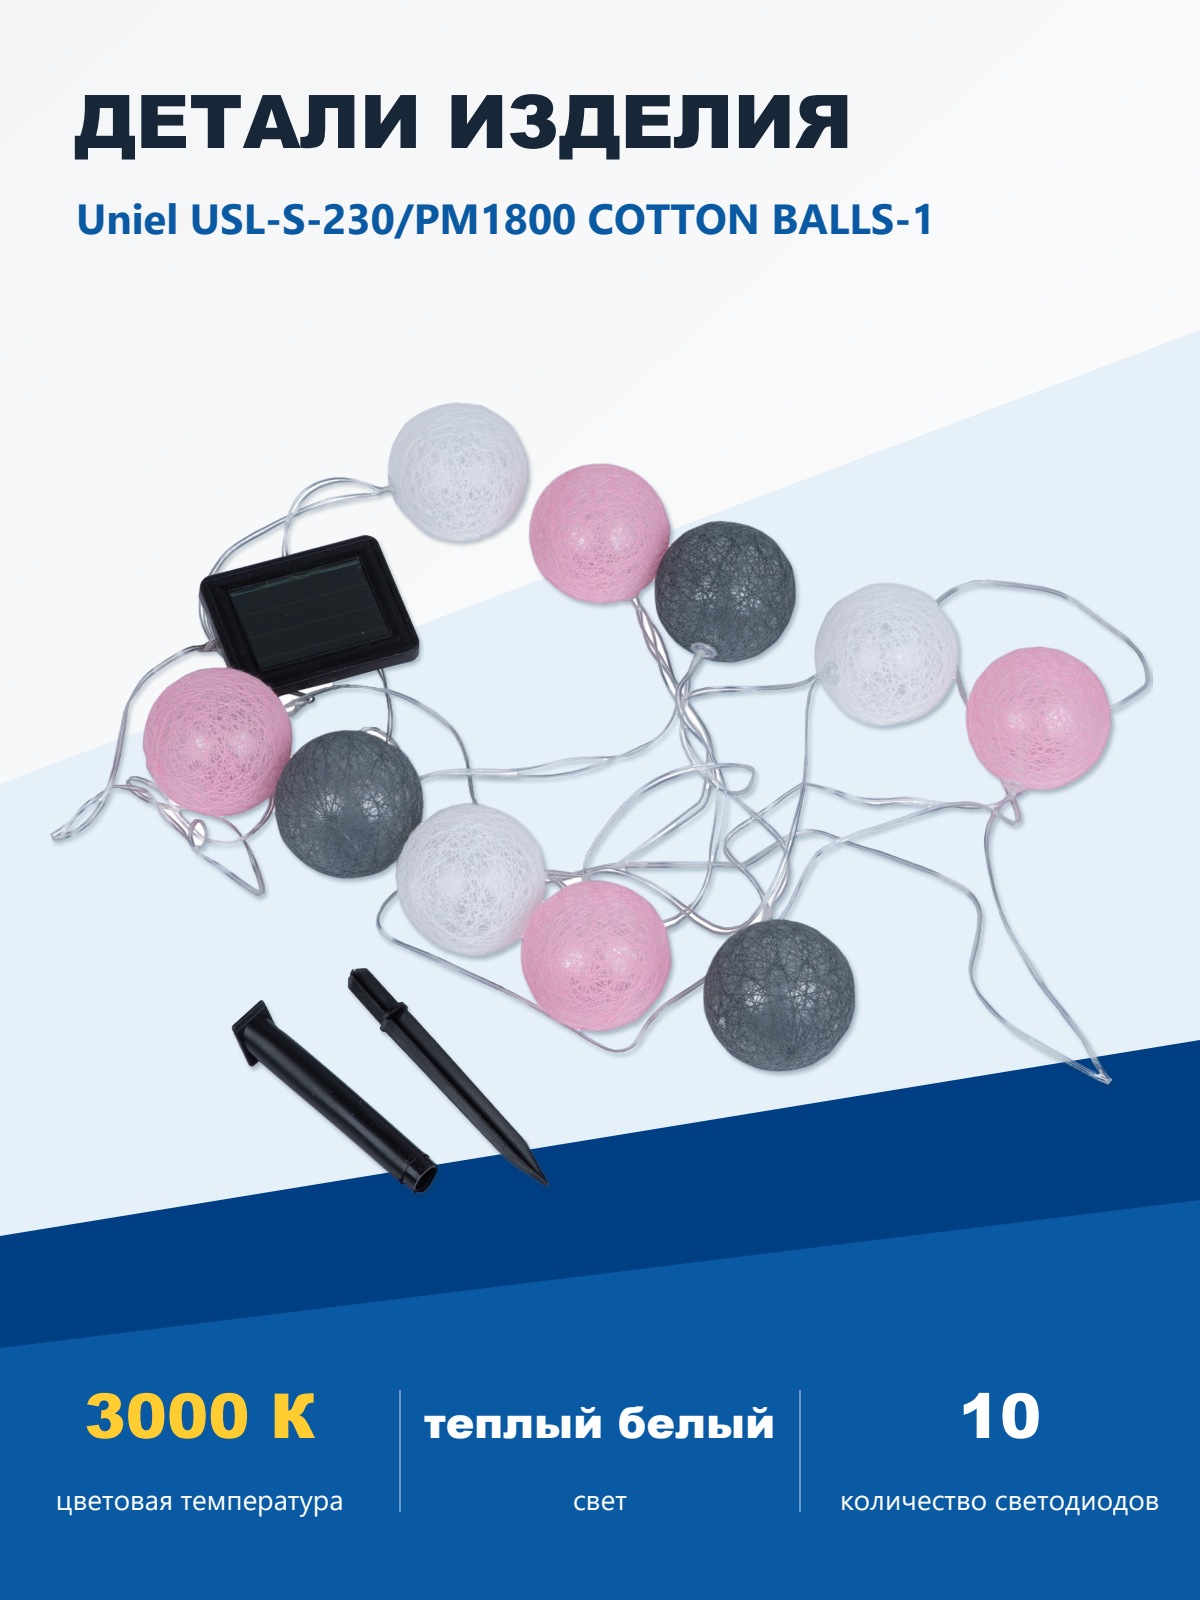 ДЕТАЛИ ИЗДЕЛИЯ
Uniel USL-S-230/PM1800 COTTON BALLS-1
3000 К
теплый белый
10
цветовая температура
свет
количество светодиодов